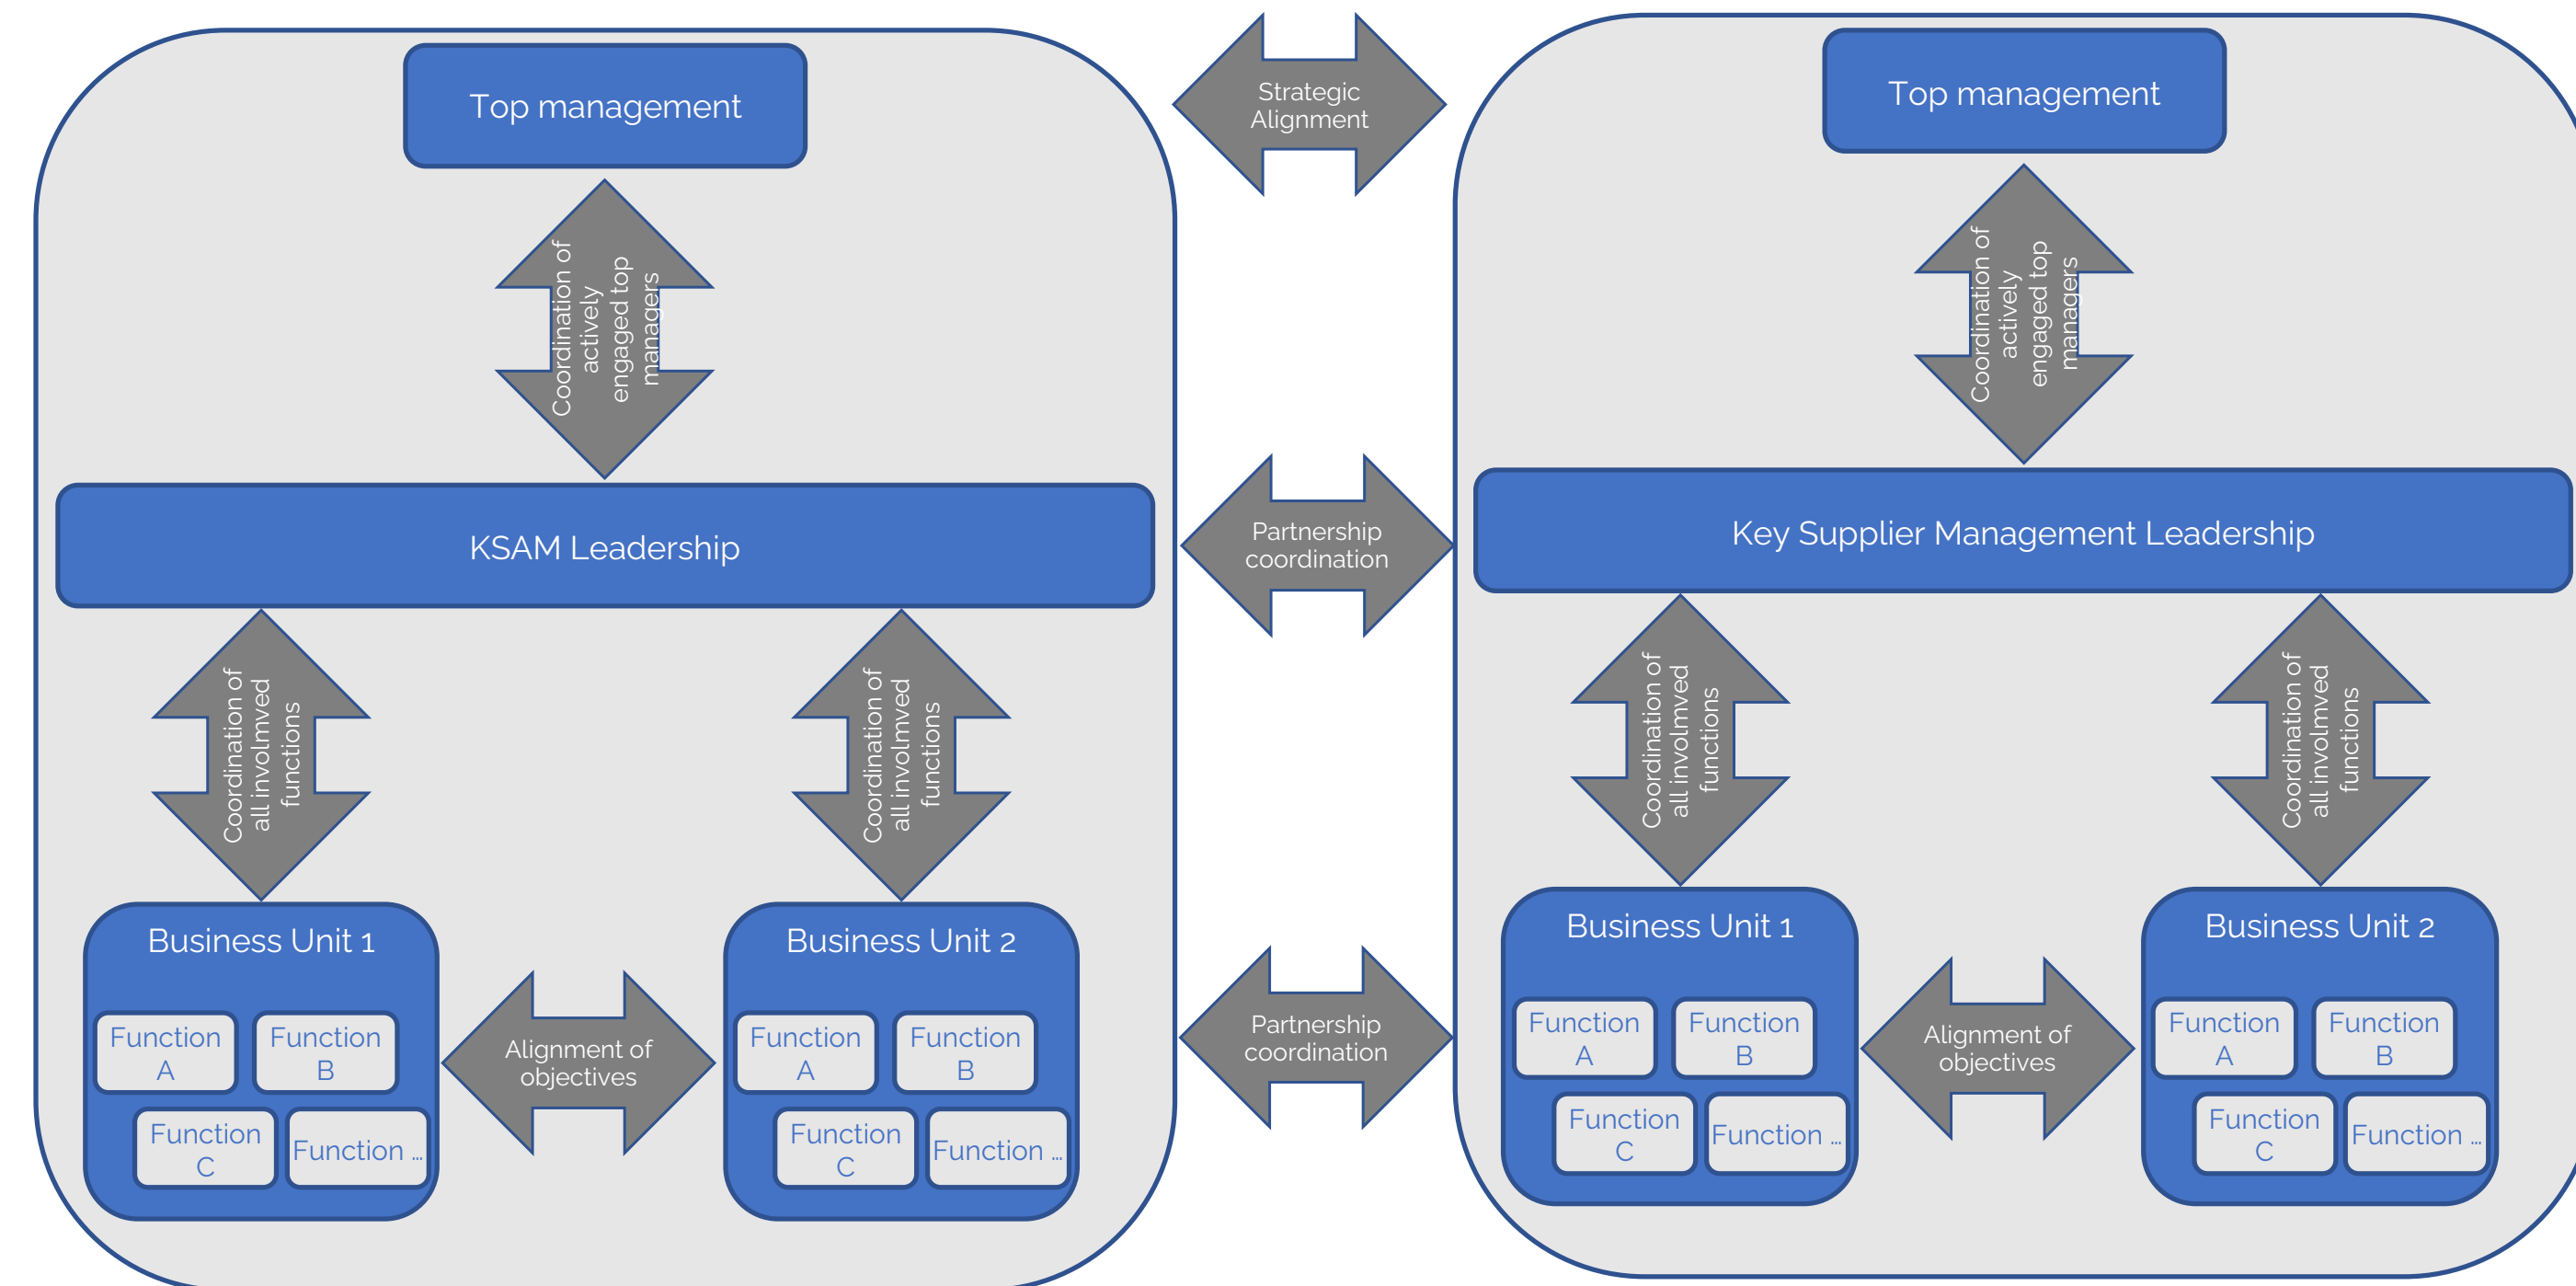 Top management
Strategic
Alignment
Top management
Coordination of
actively
engaged top
managers
Coordination of
actively
engaged top
managers
KSAM Leadership
Partnership
coordination
Key Supplier Management Leadership
Coordination of
all involmved
functions
Coordination of
all involmved
functions
Coordination of
all involmved
functions
Coordination of
all involmved
functions
Business Unit 1
Function
A
Function
B
Function
C
Function ...
Alignment of
objectives
Business Unit 2
Function
A
Function
B
Function
C
Function ...
Partnership
coordination
Business Unit 1
Function
A
Function
B
Function
C
Function ...
Alignment of
objectives
Business Unit 2
Function
A
Function
B
Function
C
Function ...